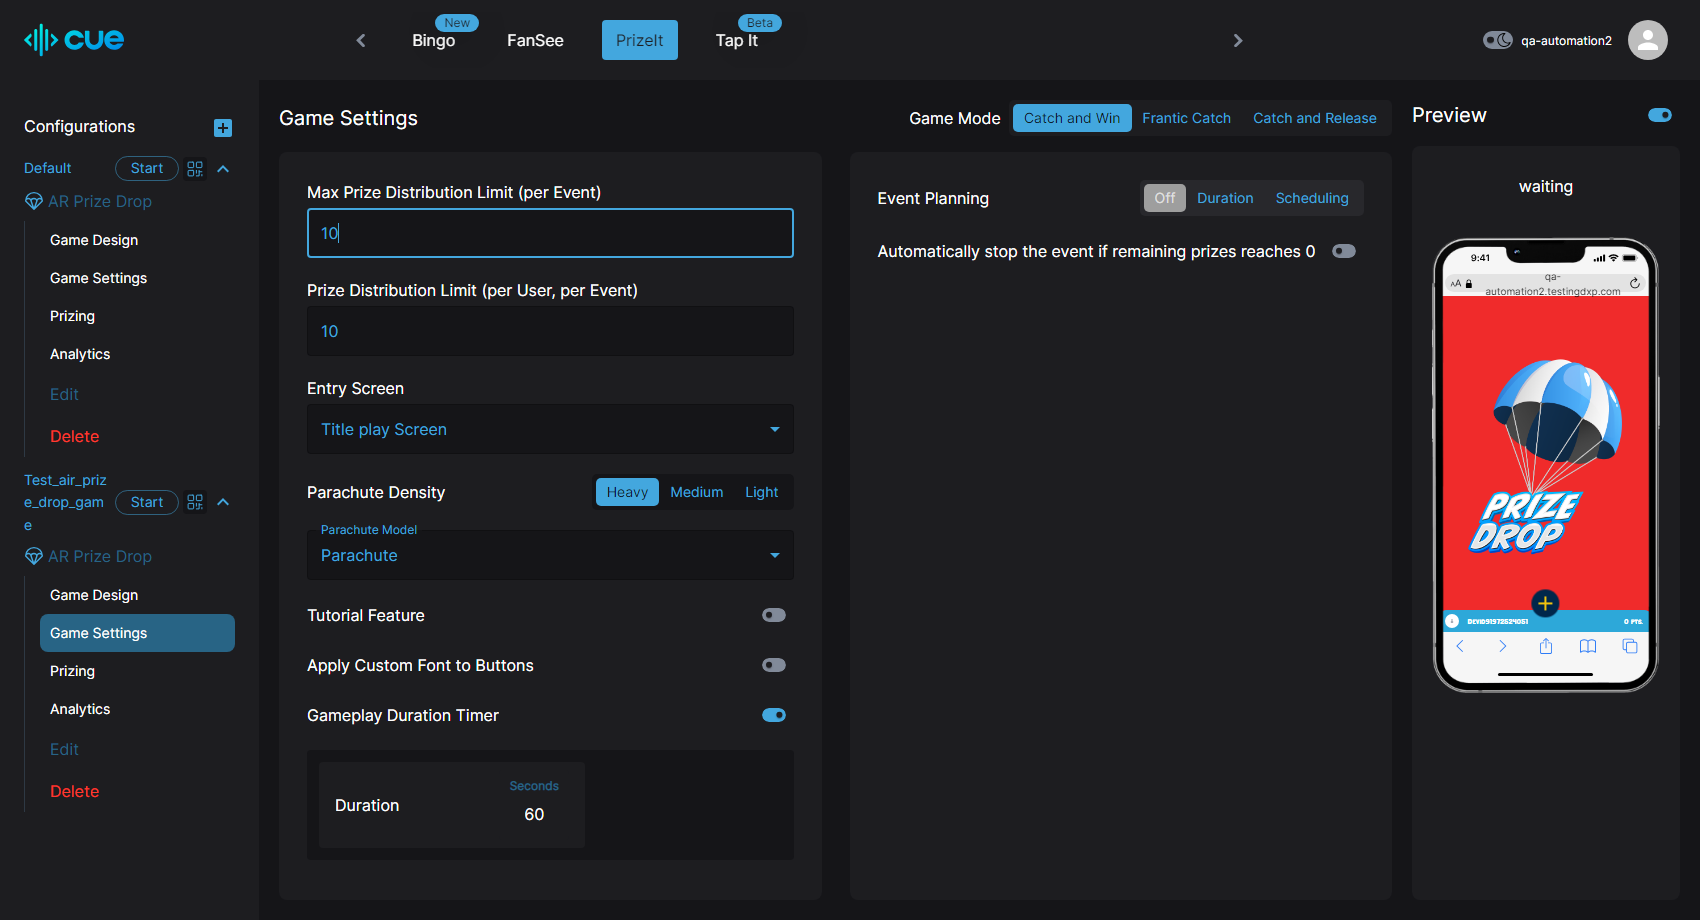 cue
New
Bingo
FanSee
PrizeIt
Beta
Tap It
qa-automation2
Configurations
Default
Start
AR Prize Drop
Game Design
Game Settings
Prizing
Analytics
Edit
Delete
Test_air_priz
e_drop_gam
e
Start
AR Prize Drop
Game Design
Game Settings
Prizing
Analytics
Edit
Delete
Game Settings
Game Mode
Catch and Win
Frantic Catch
Catch and Release
Max Prize Distribution Limit (per Event)
10
Prize Distribution Limit (per User, per Event)
10
Entry Screen
Title play Screen
Parachute Density
Heavy
Medium
Light
Parachute Model
Parachute
Tutorial Feature
Apply Custom Font to Buttons
Gameplay Duration Timer
Duration
Seconds
60
Event Planning
Off
Duration
Scheduling
Automatically stop the event if remaining prizes reaches 0
Preview
waiting
9:41
AA
qa-
automation2.testingdxp.com
PRIZE
DROP
0 PTS.